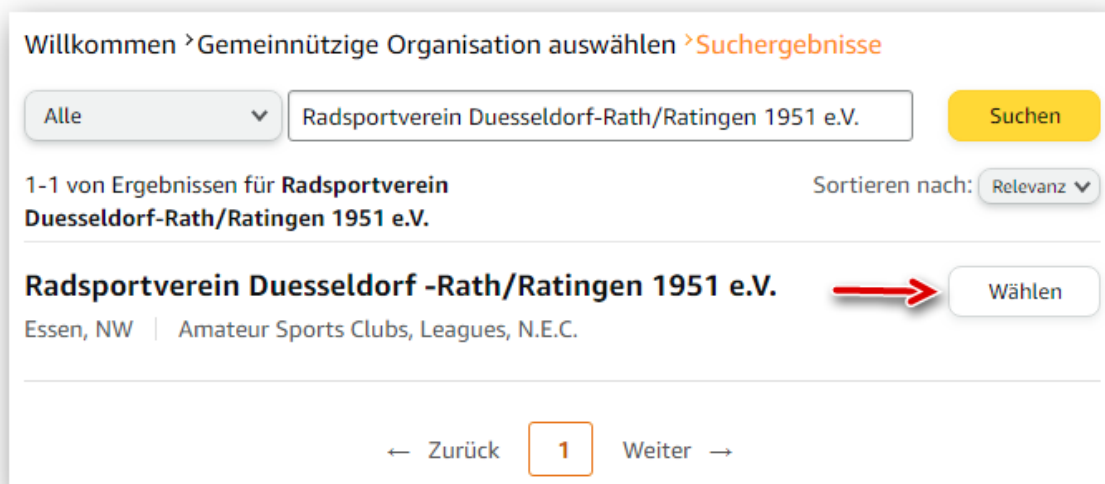 Willkommen ›Gemeinnützige Organisation auswählen ›Suchergebnisse
Alle Radsportverein Duesseldorf-Rath/Ratingen 1951 e.V. Suchen
1-1 von Ergebnissen für Radsportverein Sortieren nach: Relevanz
Duesseldorf-Rath/Ratingen 1951 e.V.
Radsportverein Duesseldorf -Rath/Ratingen 1951 e.V. Wählen
Essen, NW | Amateur Sports Clubs, Leagues, N.E.C.
← Zurück 1 Weiter →